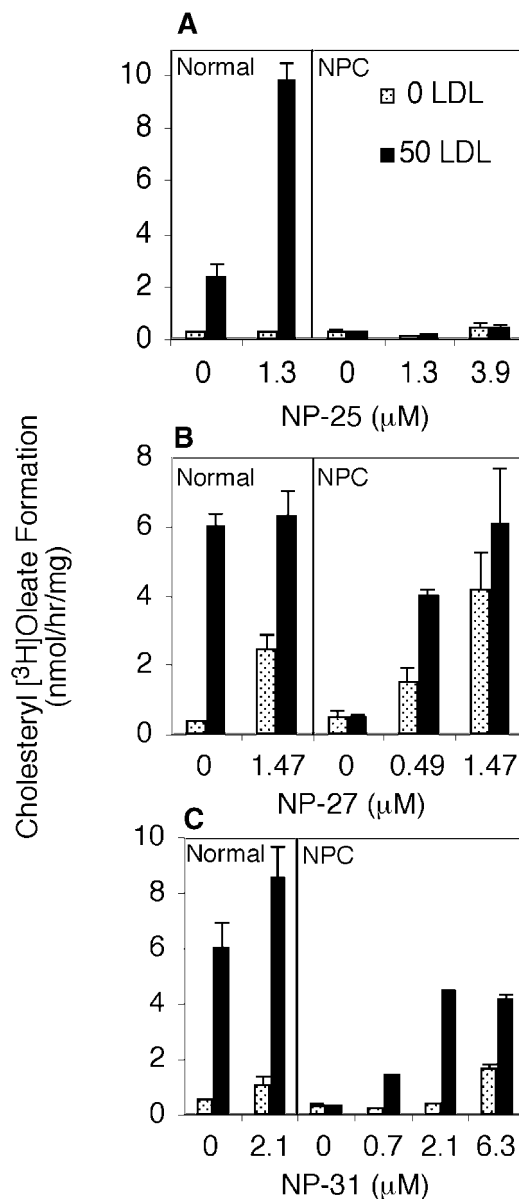 A
Normal NPC
10
0 LDL
8
50 LDL
6
4
2
0
0 1.3 0 1.3 3.9
NP-25 (μM)
B
8
Normal NPC
6
4
2
0
0 1.47 0 0.49 1.47
NP-27 (μM)
C
10
Normal NPC
8
6
4
2
0
0 2.1 0 0.7 2.1 6.3
NP-31 (μM)
Cholesteryl [³H]Oleate Formation
(nmol/hr/mg)